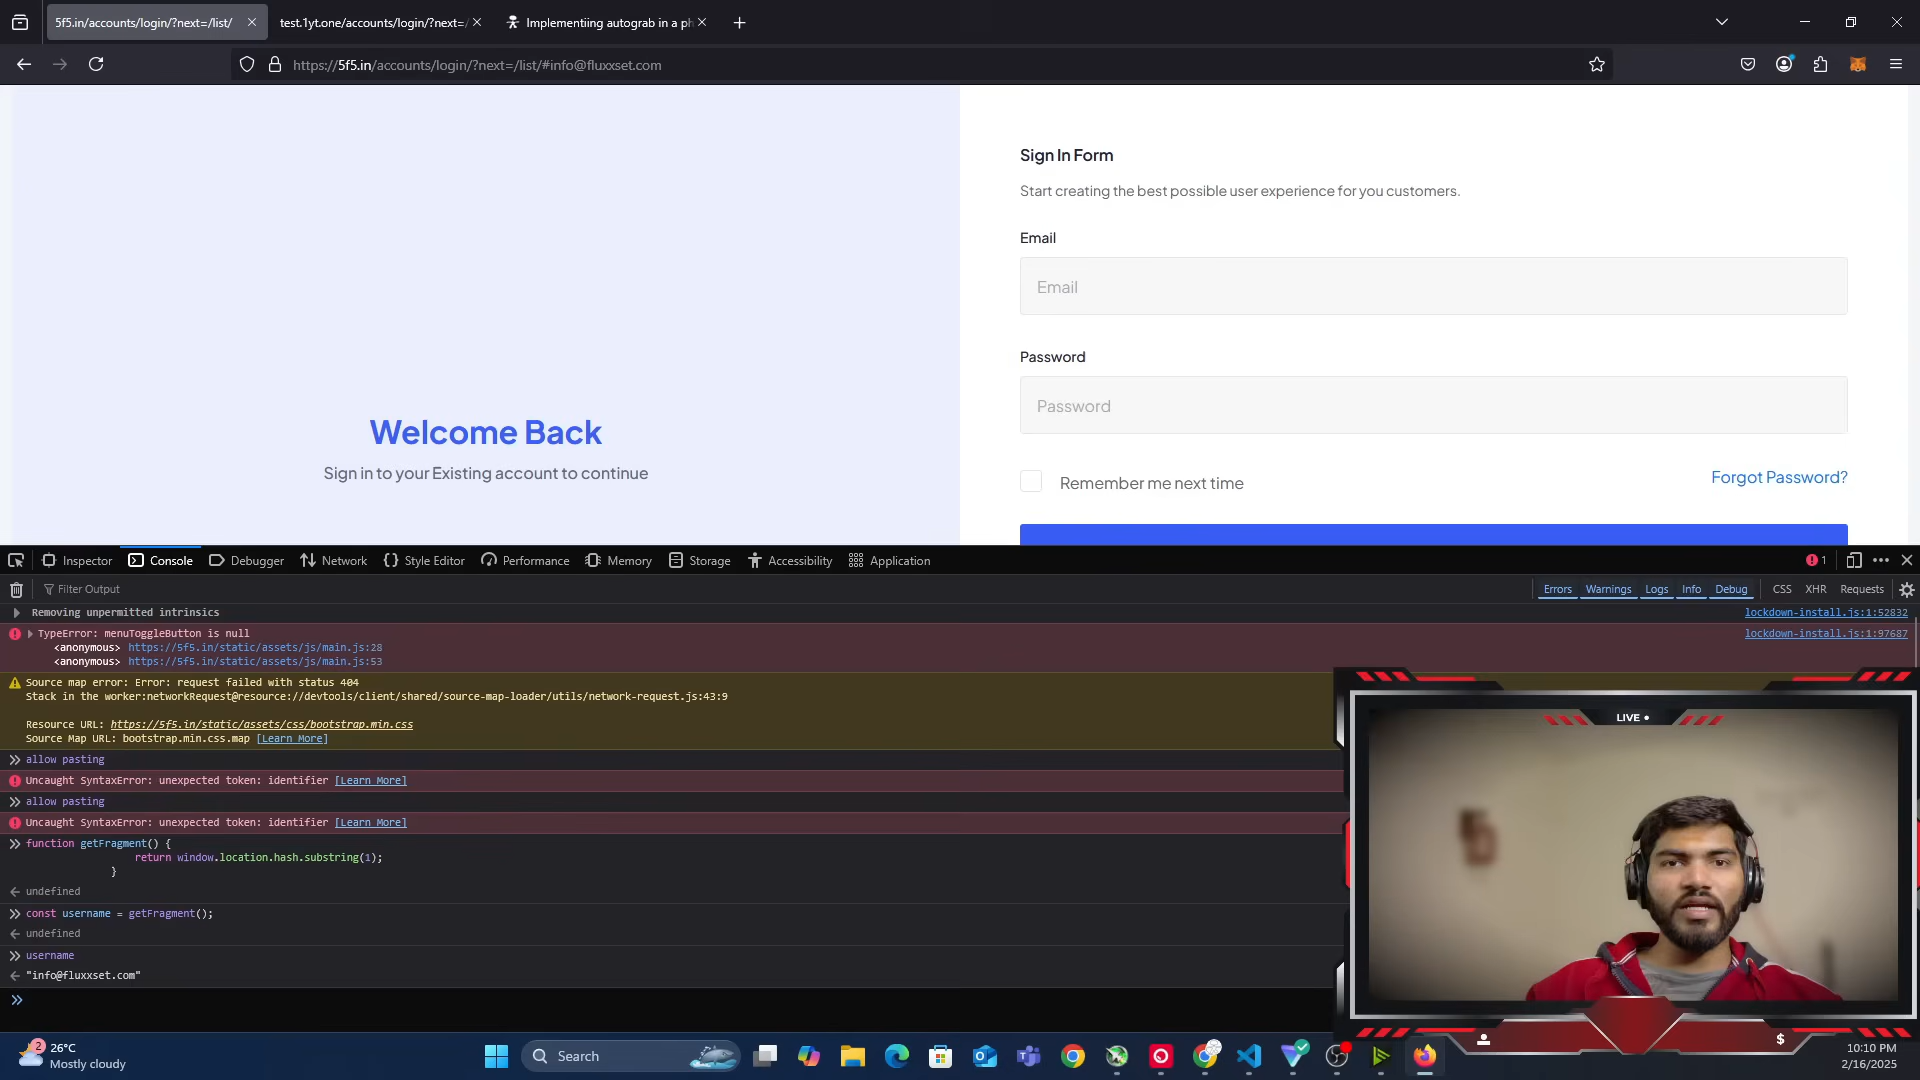 5f5.in/accounts/login/?next=/list/
test.1yt.one/accounts/login/?next=/
Implementiing autograb in a ph
https://5f5.in/accounts/login/?next=/list/#info@fluxxset.com
Sign In Form
Start creating the best possible user experience for you customers.
Email
Email
Password
Password
Remember me next time
Forgot Password?
Welcome Back
Sign in to your Existing account to continue
Inspector
Console
Debugger
Network
Style Editor
Performance
Memory
Storage
Accessibility
Application
1
Filter Output
Errors
Warnings
Logs
Info
Debug
CSS
XHR
Requests
Removing unpermitted intrinsics
lockdown-install.js:1:52832
TypeError: menuToggleButton is null
lockdown-install.js:1:97687
<anonymous> https://5f5.in/static/assets/js/main.js:28
<anonymous> https://5f5.in/static/assets/js/main.js:53
Source map error: Error: request failed with status 404
Stack in the worker:networkRequest@resource://devtools/client/shared/source-map-loader/utils/network-request.js:43:9
Resource URL: https://5f5.in/static/assets/css/bootstrap.min.css
Source Map URL: bootstrap.min.css.map [Learn More]
allow pasting
Uncaught SyntaxError: unexpected token: identifier [Learn More]
allow pasting
Uncaught SyntaxError: unexpected token: identifier [Learn More]
function getFragment() {
return window.location.hash.substring(1);
}
undefined
const username = getFragment();
undefined
username
"info@fluxxset.com"
LIVE
$
2
26°C
Mostly cloudy
Search
10:10 PM
2/16/2025